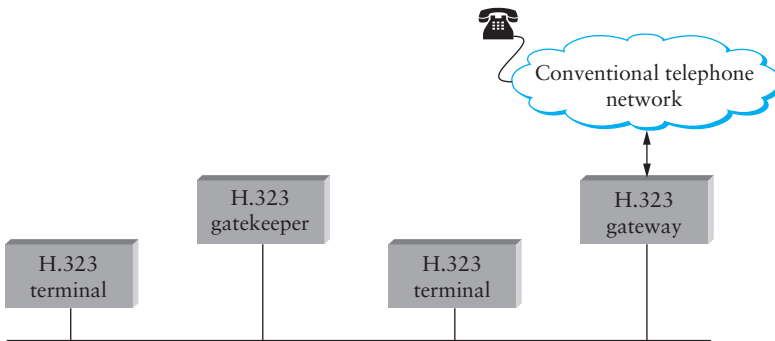 Conventional telephone
network
H.323
gatekeeper
H.323
gateway
H.323
terminal
H.323
terminal